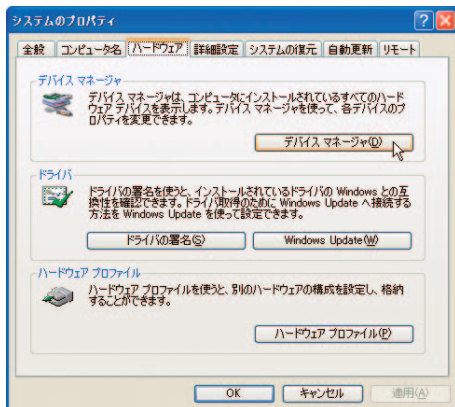 システムのプロパティ
全般 コンピュータ名 ハードウェア 詳細設定 システムの復元 自動更新 リモート
デバイス マネージャ
デバイス マネージャは、コンピュータにインストールされているすべてのハード
ウェア デバイスを表示します。デバイス マネージャを使って、各デバイスのプ
ロパティを変更できます。
デバイス マネージャ(D)
ドライバ
ドライバの署名を使うと、インストールされているドライバの Windows との互
換性を確認できます。ドライバ取得のために Windows Update へ接続する
方法を Windows Update を使って設定できます。
ドライバの署名(S) Windows Update(W)
ハードウェア プロファイル
ハードウェア プロファイルを使うと、別のハードウェアの構成を設定し、格納
することができます。
ハードウェア プロファイル(P)
OK キャンセル 適用(A)